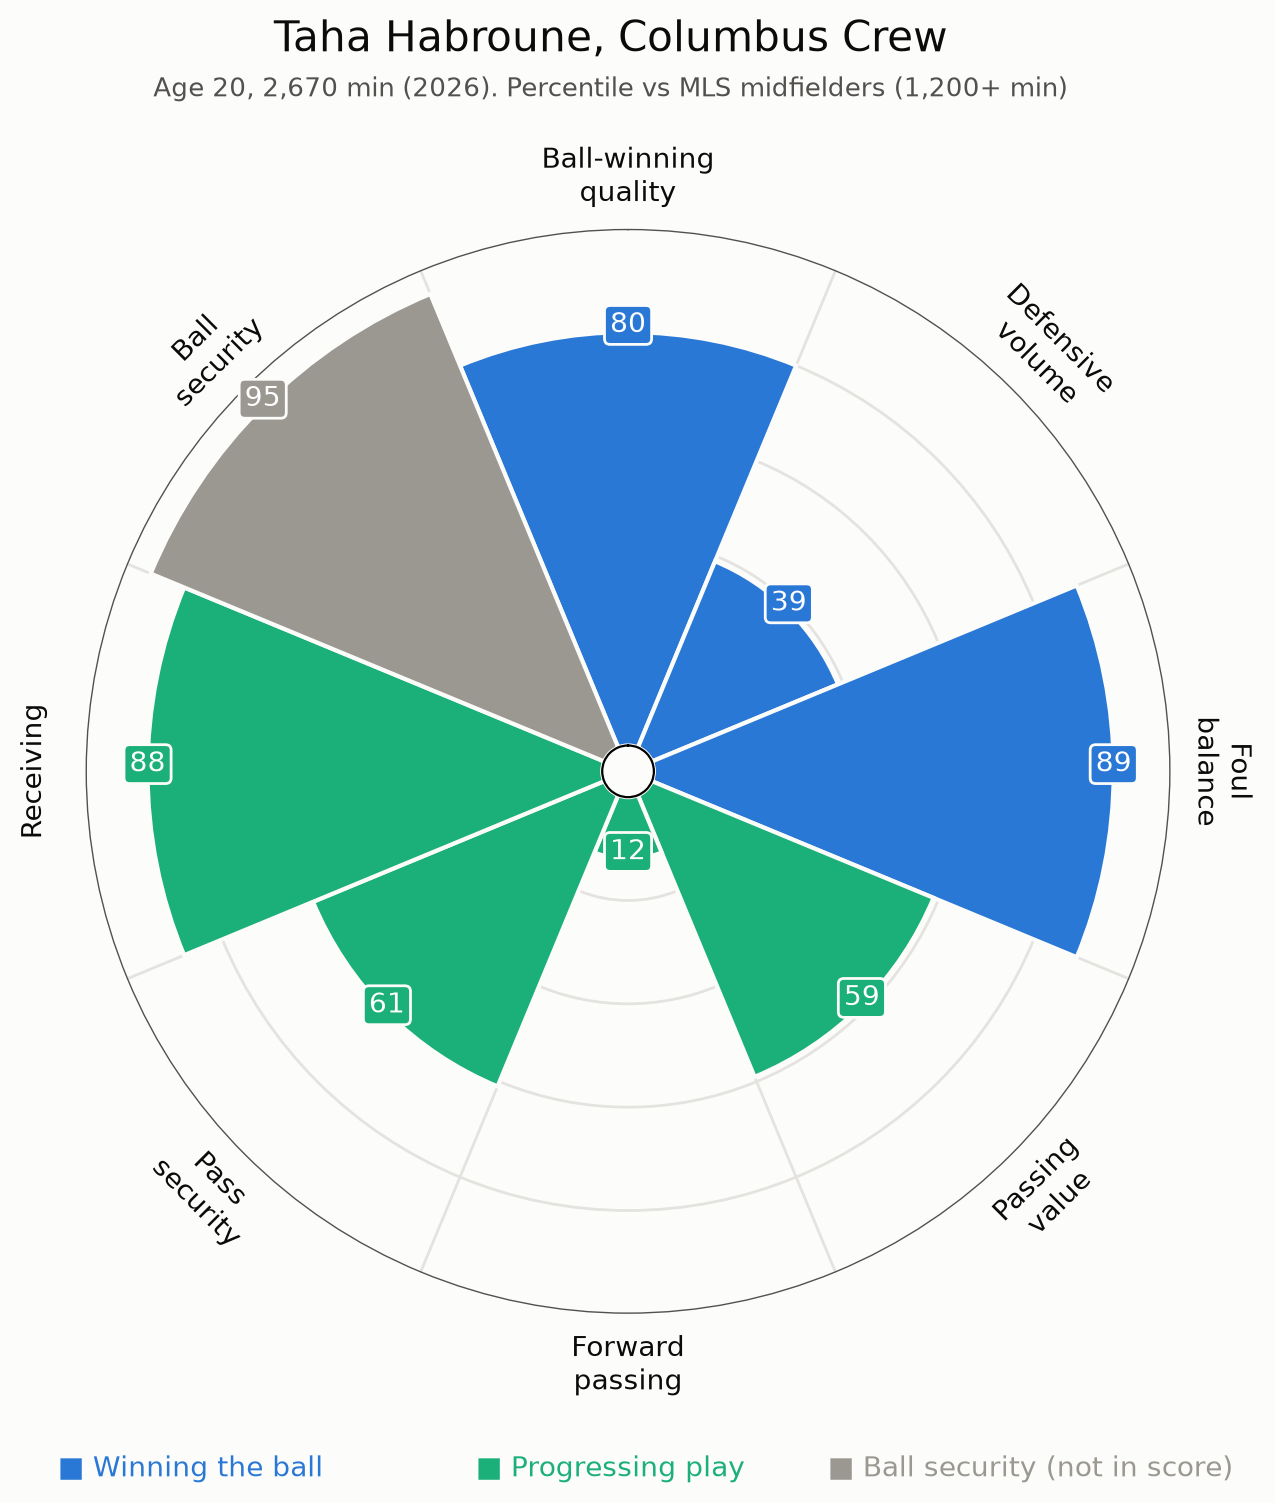 Taha Habroune, Columbus Crew
Age 20, 2,670 min (2026). Percentile vs MLS midfielders (1,200+ min)
Ball-winning
quality
Defensive
volume
Foul
balance
Passing
value
Forward
passing
Pass
security
Receiving
Ball
security
80
39
89
59
12
61
88
95
Winning the ball
Progressing play
Ball security (not in score)